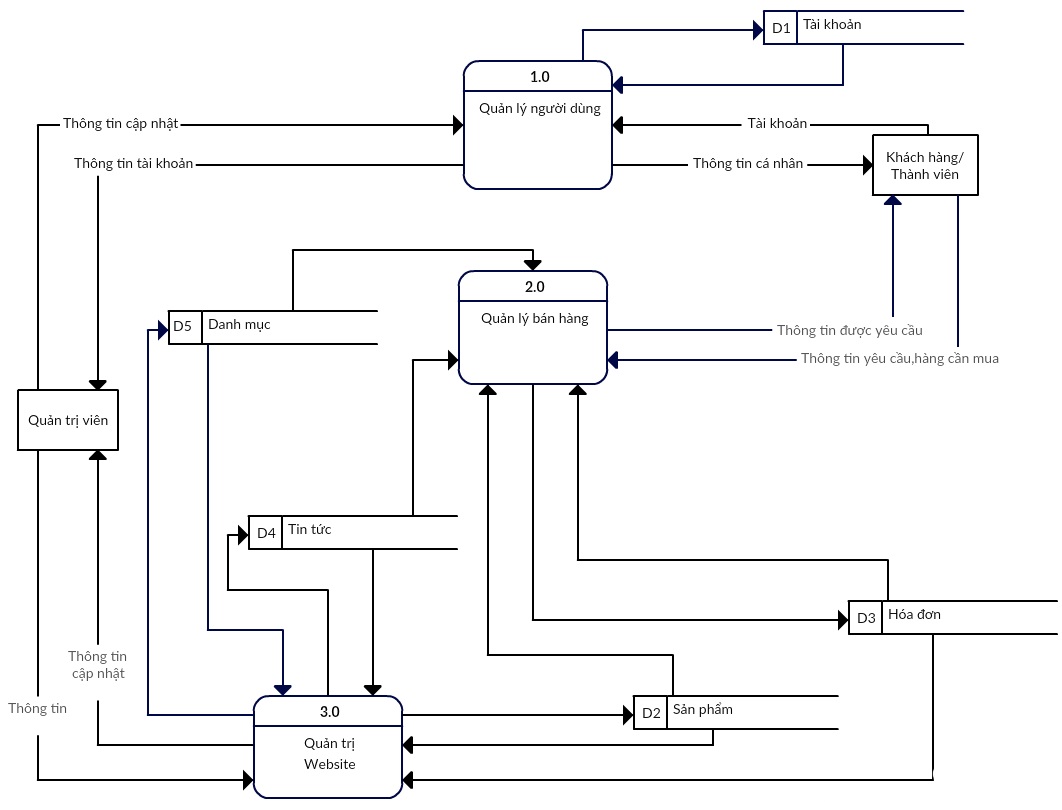 D1 Tài khoản
1.0
Quản lý người dùng
Thông tin cập nhật
Tài khoản
Thông tin tài khoản
Thông tin cá nhân
Khách hàng/
Thành viên
2.0
Quản lý bán hàng
D5 Danh mục
Thông tin được yêu cầu
Thông tin yêu cầu,hàng cần mua
Quản trị viên
D4 Tin tức
D3 Hóa đơn
Thông tin
cập nhật
Thông tin
3.0
Quản trị
Website
D2 Sản phẩm